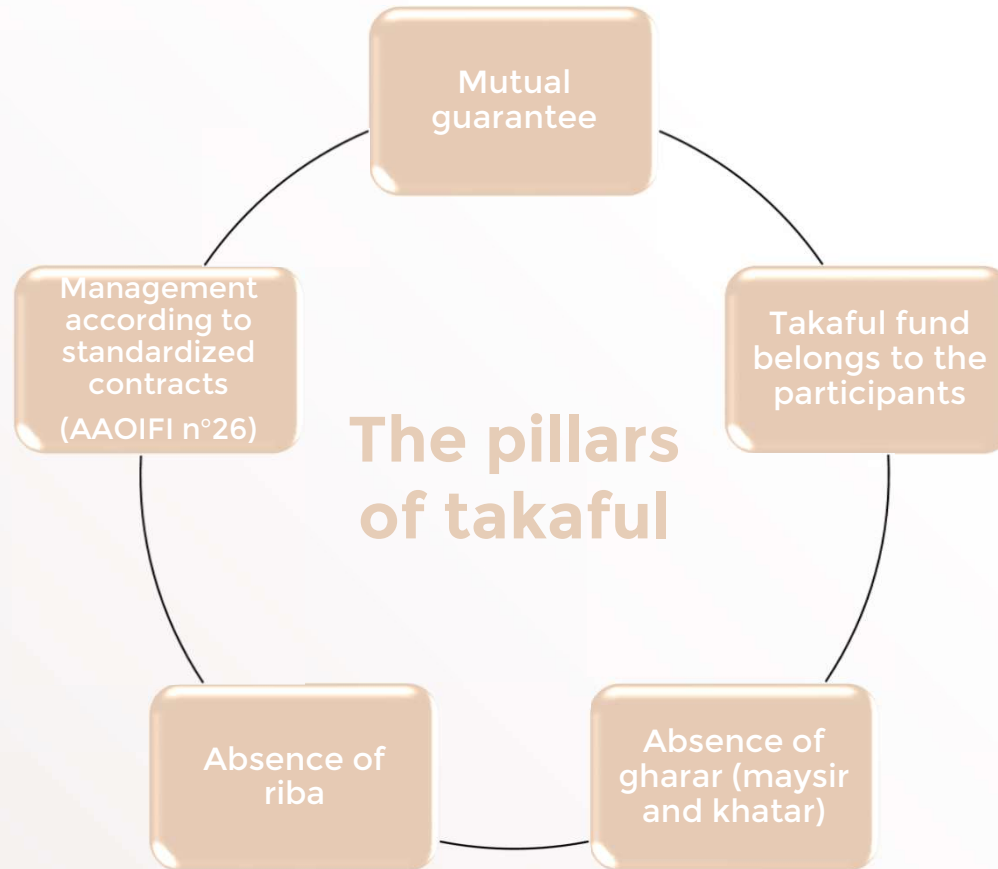 Mutual
guarantee
Takaful fund
belongs to the
participants
Absence of
gharar (maysir
and khatar)
Absence of
riba
Management
according to
standardized
contracts
(AAOIFI n°26)
The pillars
of takaful